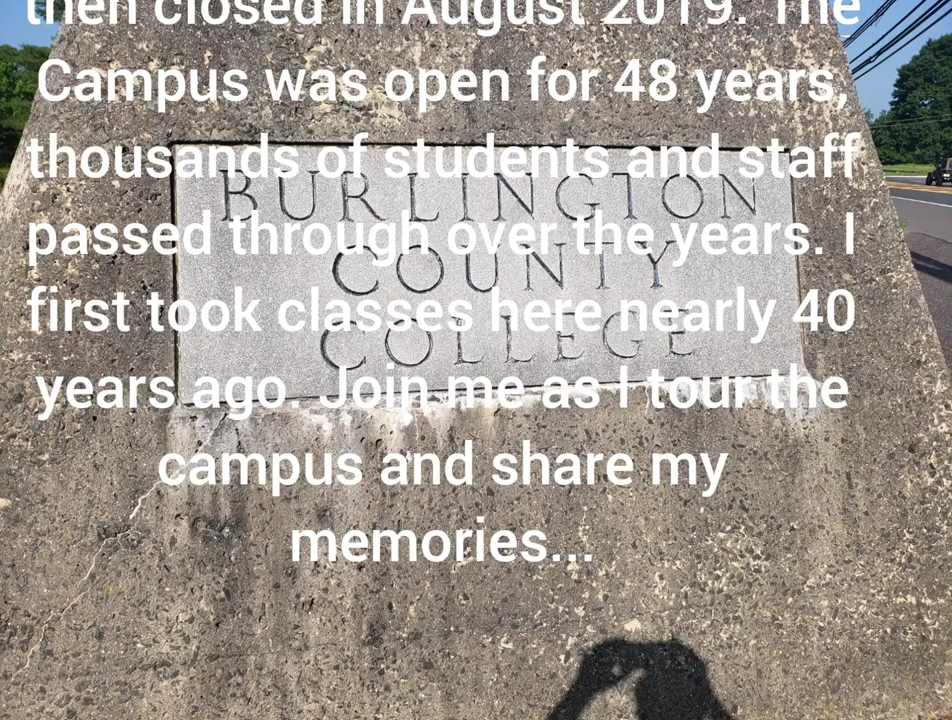 then closed in August 2019. The
Campus was open for 48 years,
thousands of students and staff
passed through over the years. I
first took classes here nearly 40
years ago. Join me as I tour the
campus and share my
memories...
BURLINGTON
COUNTY
COLLEGE